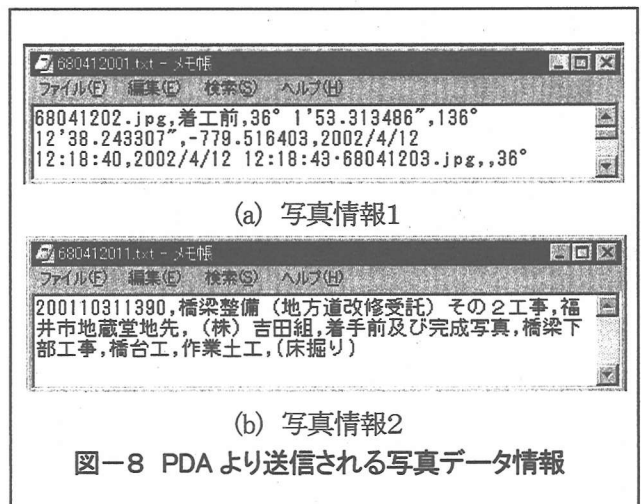 680412001.txt - メモ帳
ファイル(F) 編集(E) 検索(S) ヘルプ(H)
68041202.jpg,着工前,36° 1'53.313486",136°
12'38.243307",-779.516403,2002/4/12
12:18:40,2002/4/12 12:18:43・68041203.jpg,,36°
(a) 写真情報1
680412011.txt - メモ帳
ファイル(F) 編集(E) 検索(S) ヘルプ(H)
200110311390,橋梁整備（地方道改修受託）その２工事,福
井市地蔵堂地先,（株）吉田組,着手前及び完成写真,橋梁下
部工事,橋台工,作業土工,(床掘り)
(b) 写真情報2
図－8 PDAより送信される写真データ情報